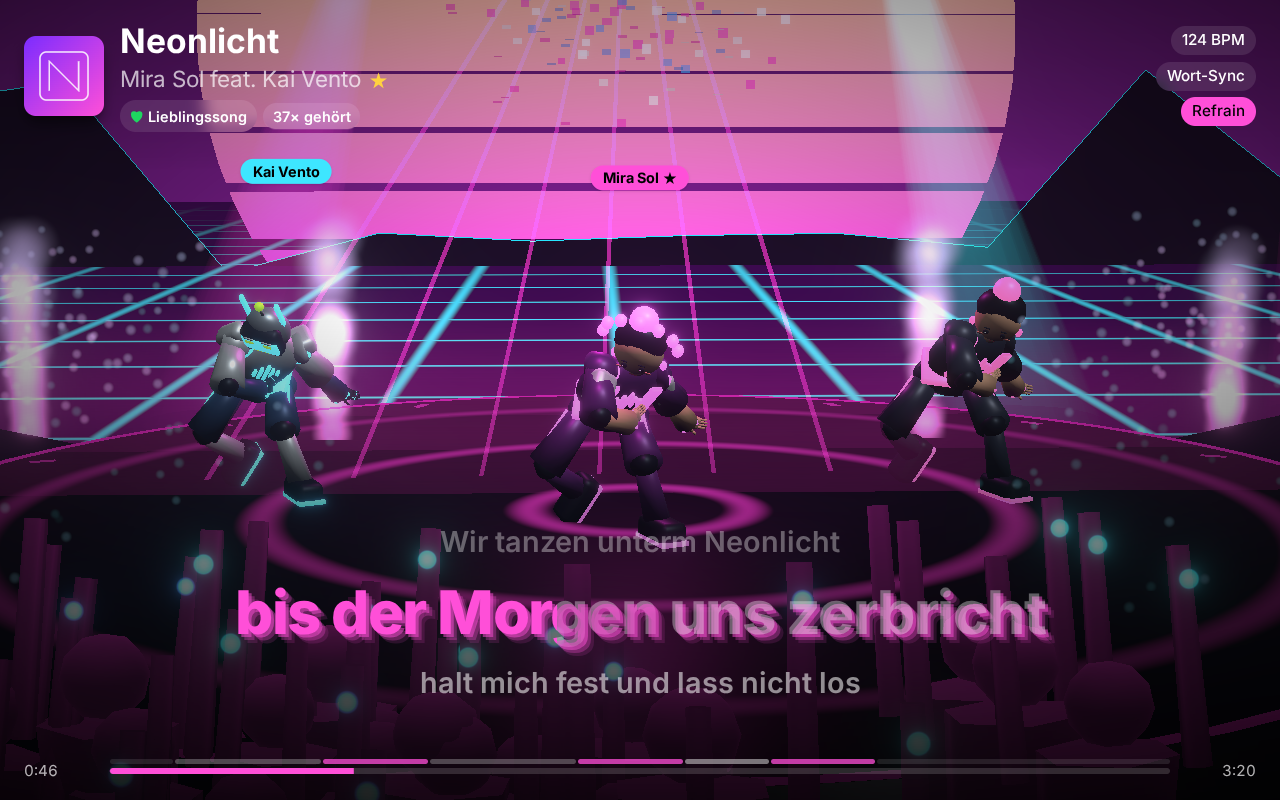 Neonlicht
Mira Sol feat. Kai Vento ★
Lieblingssong
37× gehört
124 BPM
Wort-Sync
Refrain
N
Kai Vento
Mira Sol ★
Wir tanzen unterm Neonlicht
bis der Morgen uns zerbricht
halt mich fest und lass nicht los
0:46
3:20